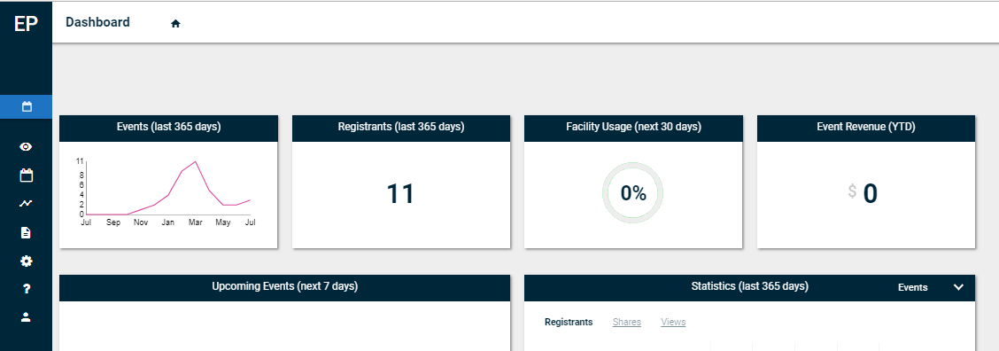 EP
Dashboard
Events (last 365 days)
11
8
6
4
2
0
Jul Sep Nov Jan Mar May Jul
Registrants (last 365 days)
11
Facility Usage (next 30 days)
0%
Event Revenue (YTD)
$ 0
?
Upcoming Events (next 7 days)
Statistics (last 365 days) Events
Registrants Shares Views